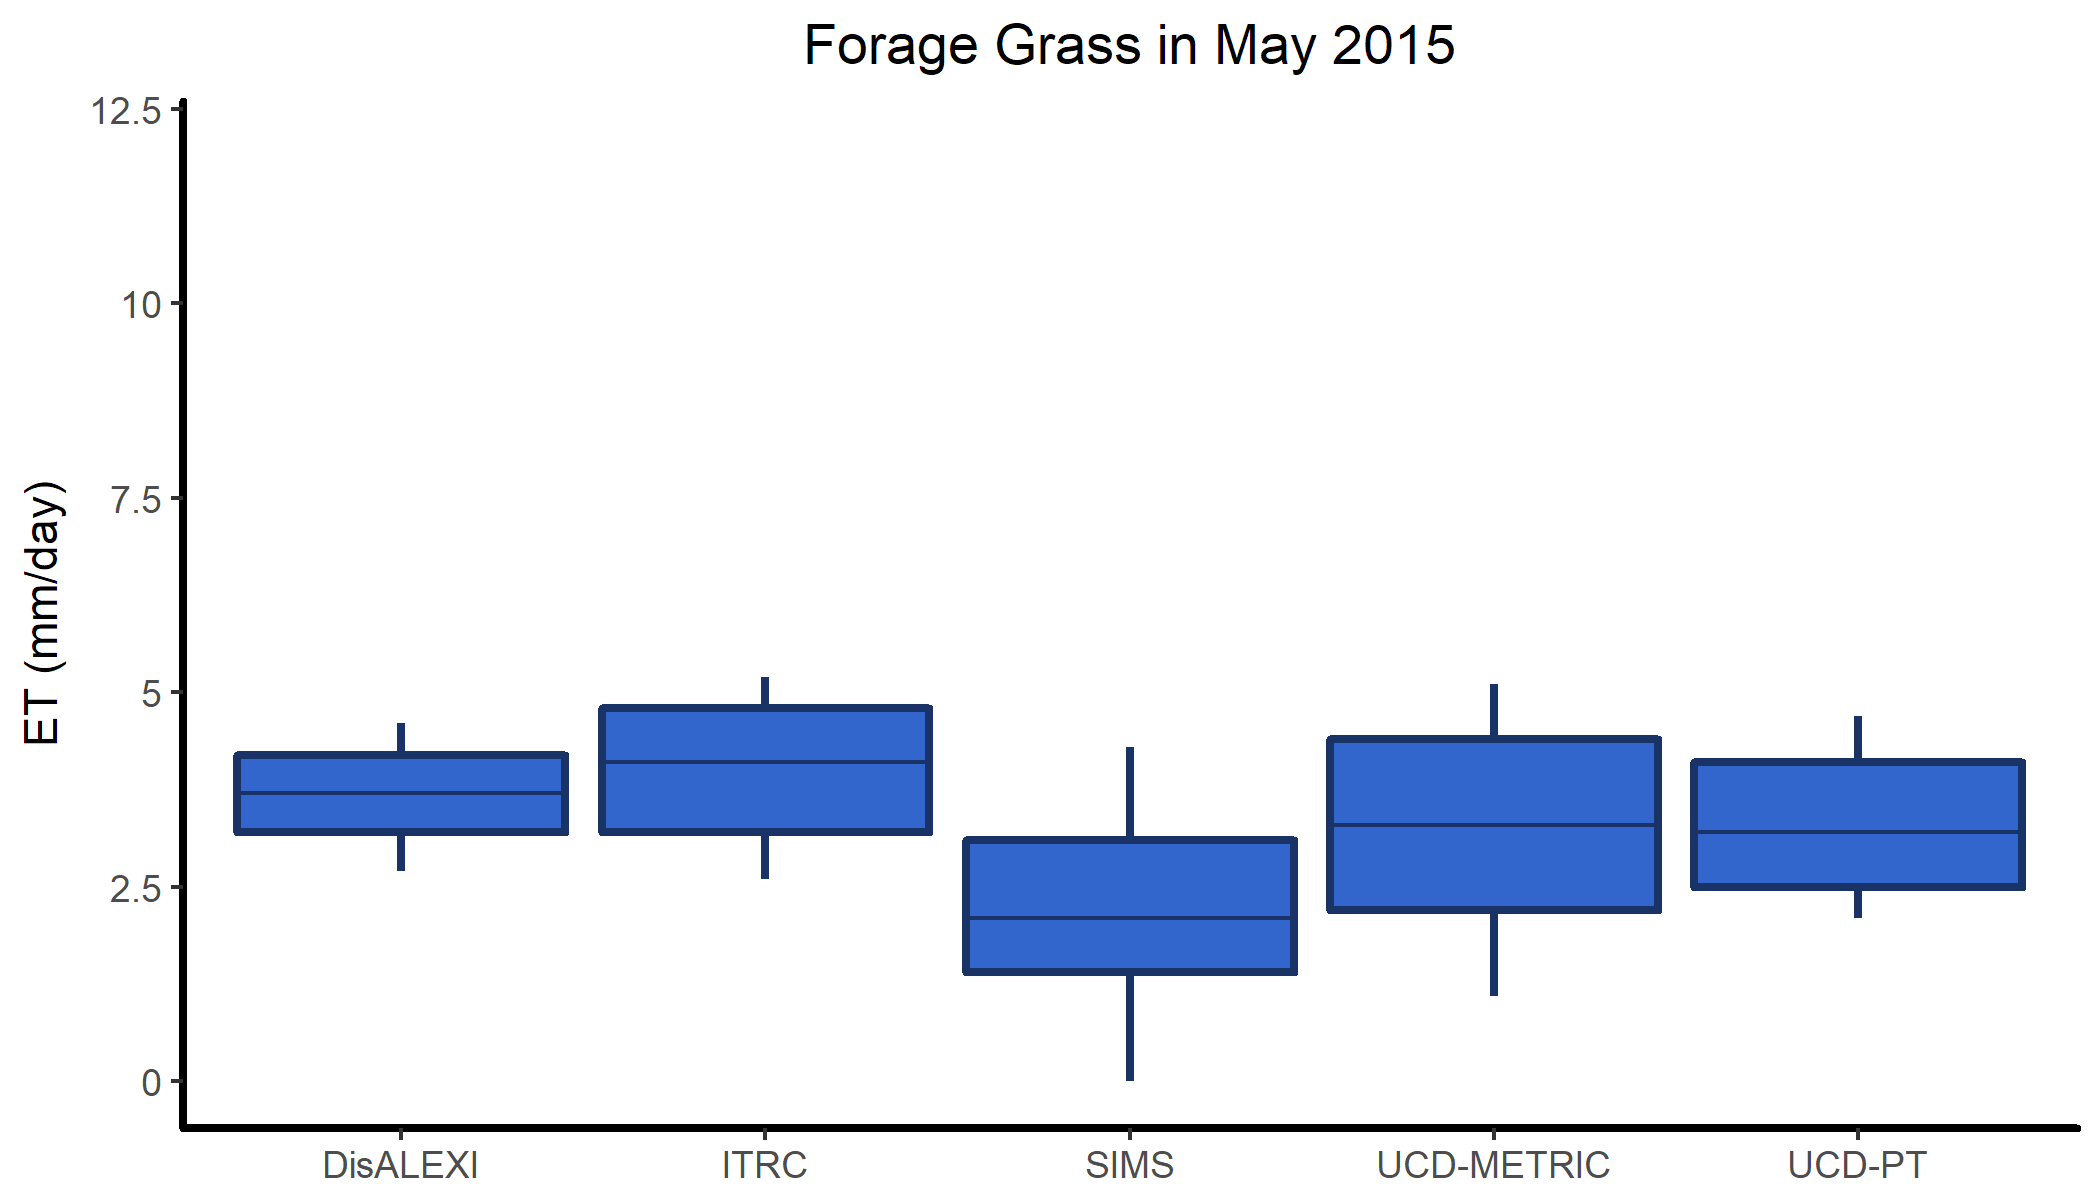 Forage Grass in May 2015
12.5
10
7.5
5
2.5
0
ET (mm/day)
DisALEXI ITRC SIMS UCD-METRIC UCD-PT